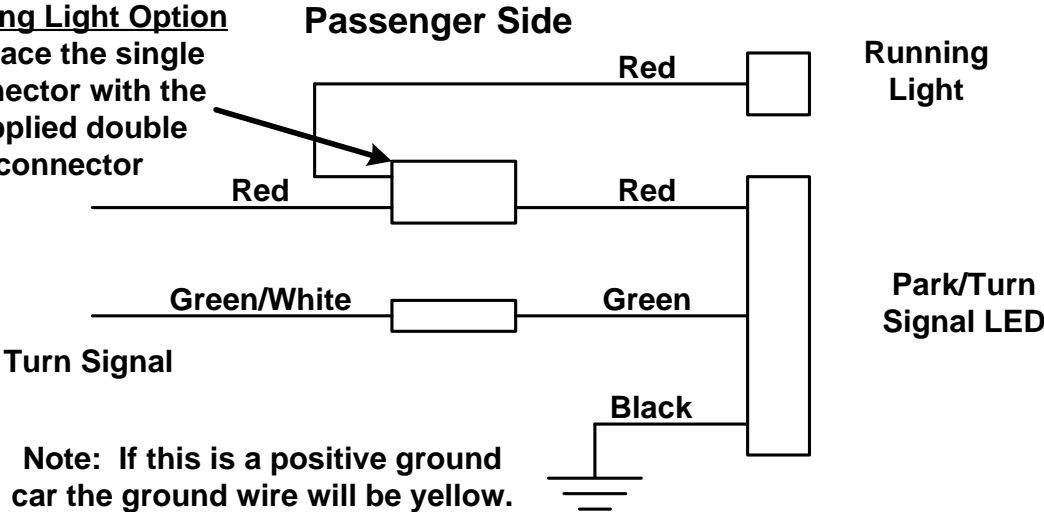 Passenger Side
ng Light Option
ace the single
nector with the
plied double
connector
Red
Running
Light
Red
Red
Green/White
Green
Park/Turn
Signal LED
Turn Signal
Black
Note: If this is a positive ground
car the ground wire will be yellow.